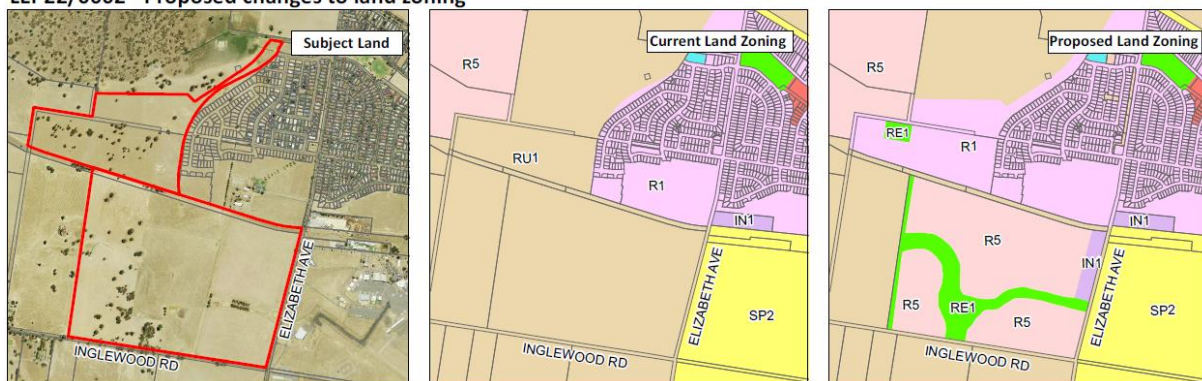 LEP22/0002 - Proposed changes to land zoning
Subject Land
ELIZABETH AVE
INGLEWOOD RD
Current Land Zoning
R5
RU1
R1
IN1
ELIZABETH AVE
SP2
INGLEWOOD RD
Proposed Land Zoning
R5
RE1
R1
IN1
R5
IN1
ELIZABETH AVE
R5
RE1
R5
SP2
INGLEWOOD RD